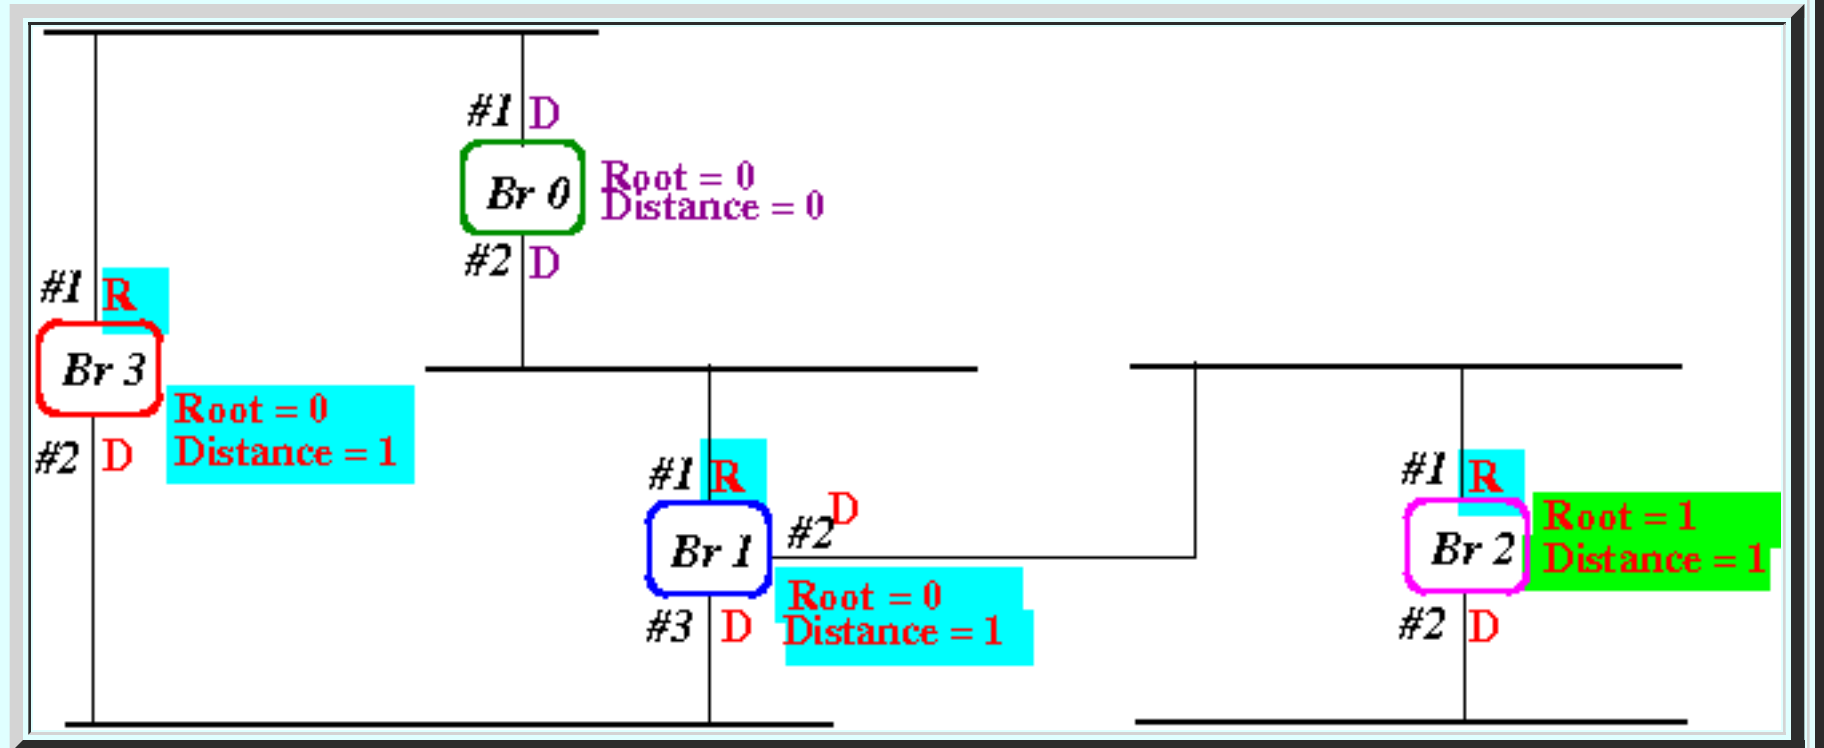 #1 D
Br 0
Root = 0
Distance = 0
#2 D
#1 R
Br 3
Root = 0
Distance = 1
#2 D
#1 R
Br 1
#2 D
Root = 0
Distance = 1
#3 D
#1 R
Br 2
Root = 1
Distance = 1
#2 D